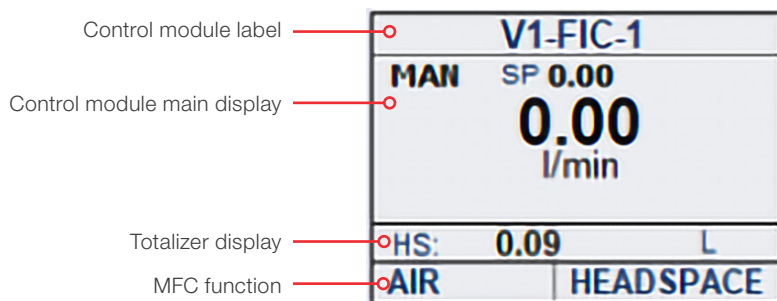 Control module label
V1-FIC-1
MAN SP 0.00
Control module main display
0.00
l/min
Totalizer display
HS: 0.09 L
MFC function
AIR HEADSPACE